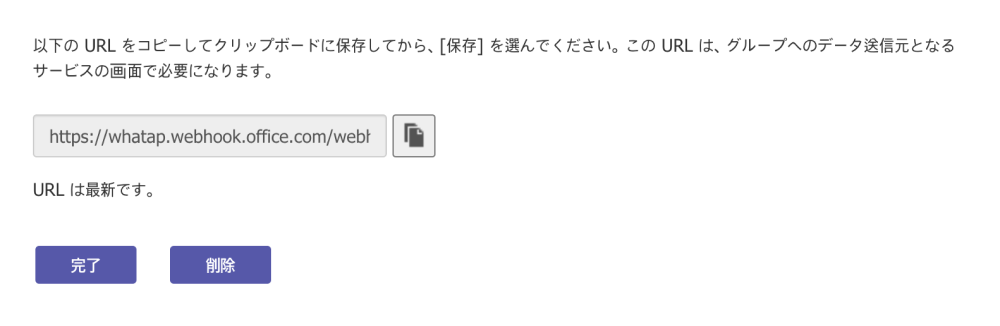 以下の URL をコピーしてクリップボードに保存してから、[保存] を選んでください。この URL は、グループへのデータ送信元となる
サービスの画面で必要になります。
https://whatap.webhook.office.com/webh
URL は最新です。
完了
削除